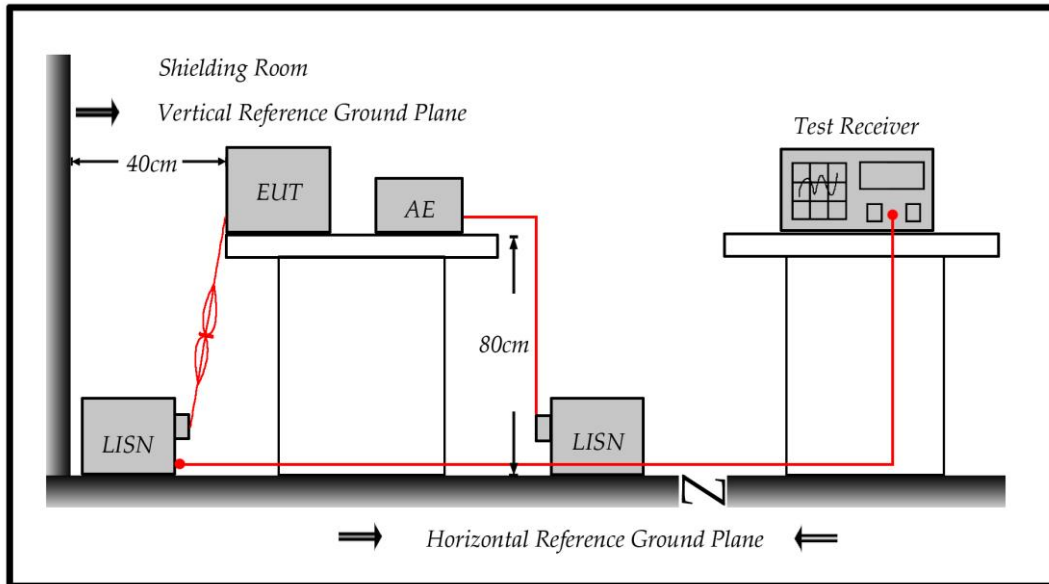 Shielding Room
Vertical Reference Ground Plane
Test Receiver
40cm
EUT
AE
80cm
LISN
LISN
Horizontal Reference Ground Plane